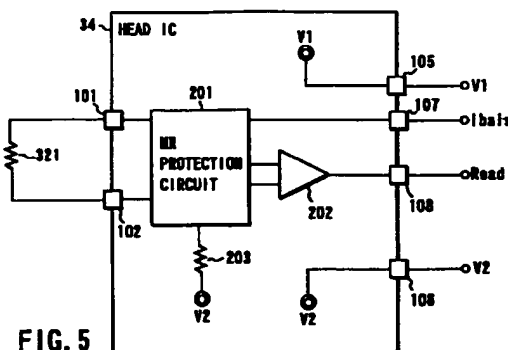 34
HEAD IC
V1
105
V1
101
201
107
Ibais
MR
PROTECTION
CIRCUIT
321
Read
108
202
102
203
V2
V2
V2
106
FIG. 5